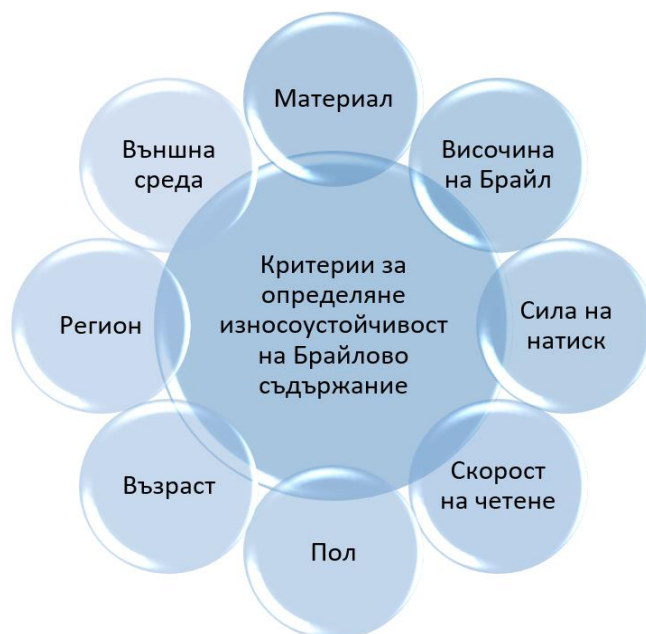 Материал
Височина
на Брайл
Сила на
натиск
Скорост
на четене
Пол
Възраст
Регион
Външна
среда
Критерии за
определяне
износоустойчивост
на Брайлово
съдържание